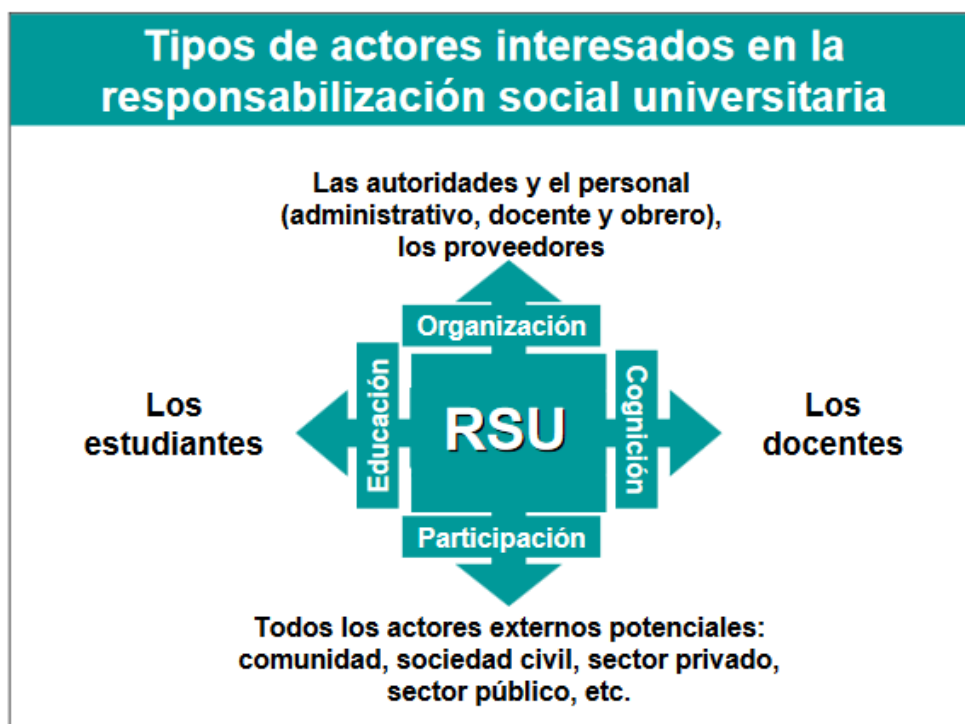 Tipos de actores interesados en la
responsabilización social universitaria
Las autoridades y el personal
(administrativo, docente y obrero),
los proveedores
Organización
Los
estudiantes
Educación
RSU
Cognición
Los
docentes
Participación
Todos los actores externos potenciales:
comunidad, sociedad civil, sector privado,
sector público, etc.